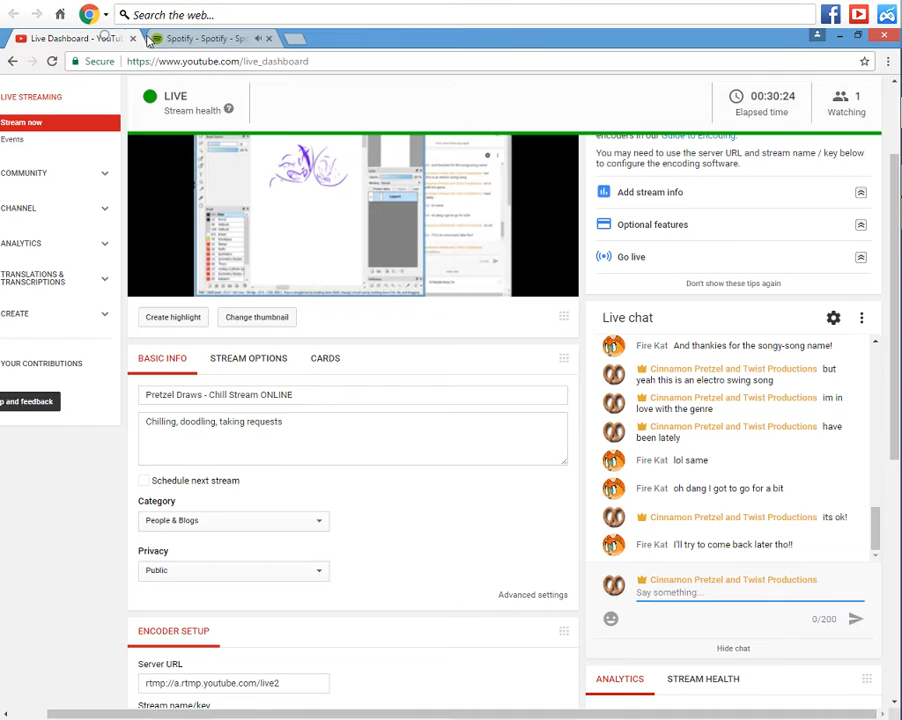 Search the web...
Live Dashboard - YouTu
Spotify - Spotify - Spo
Secure
https://www.youtube.com/live_dashboard
LIVE STREAMING
Stream now
Events
COMMUNITY
CHANNEL
ANALYTICS
TRANSLATIONS &
TRANSCRIPTIONS
CREATE
YOUR CONTRIBUTIONS
p and feedback
LIVE
Stream health
00:30:24
Elapsed time
1
Watching
Create highlight
Change thumbnail
BASIC INFO
STREAM OPTIONS
CARDS
Pretzel Draws - Chill Stream ONLINE
Chilling, doodling, taking requests
Schedule next stream
Category
People & Blogs
Privacy
Public
Advanced settings
ENCODER SETUP
Server URL
rtmp://a.rtmp.youtube.com/live2
Stream name/key
encoders in our Guide to Encoding.
You may need to use the server URL and stream name / key below
to configure the encoding software.
Add stream info
Optional features
Go live
Don't show these tips again
Live chat
Fire Kat And thankies for the songy-song name!
Cinnamon Pretzel and Twist Productions but
yeah this is an electro swing song
Cinnamon Pretzel and Twist Productions im in
love with the genre
Cinnamon Pretzel and Twist Productions have
been lately
Fire Kat lol same
Fire Kat oh dang I got to go for a bit
Cinnamon Pretzel and Twist Productions its ok!
Fire Kat I'll try to come back later tho!!
Cinnamon Pretzel and Twist Productions
Say something...
0/200
Hide chat
ANALYTICS
STREAM HEALTH